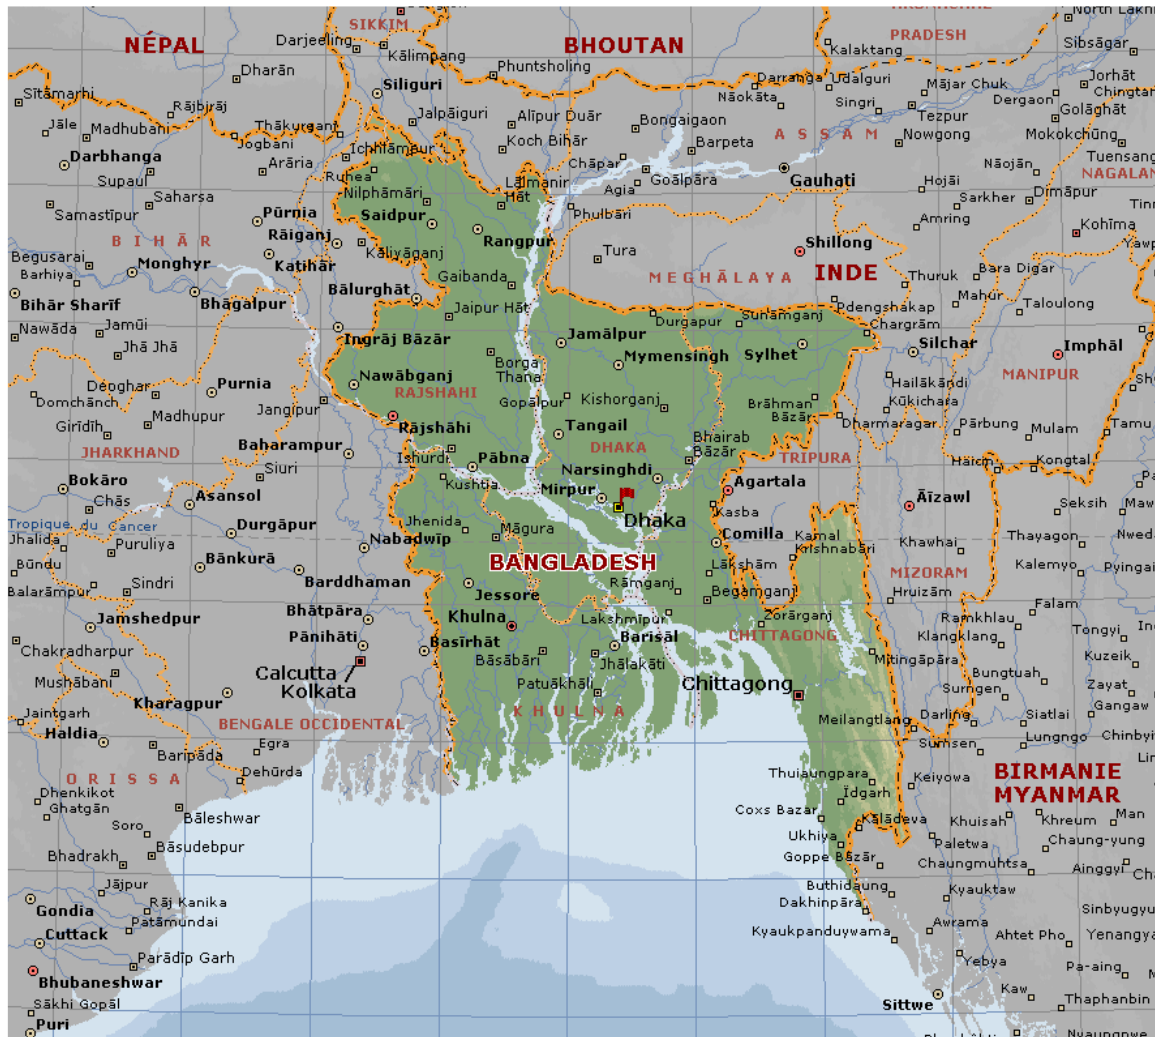 SIKKIM
NÉPAL
Darjeeling
Kālimpang
BHOUTAN
PRADESH
North Lakh
Sibsāgar
Kalaktang
Phuntsholing
Dharān
Siliguri
Darranga
Udalguri
Mājar Chuk
Jorhāt
Chingtan
Sītāmarhi
Rājbirāj
Jalpāiguri
Alīpur Duār
Bongaigaon
Nāokāta
Singri
Dergaon
Golāghāt
Tezpur
Jāle
Madhubani
Thākurganj
Jogbani
ASSAM
Nowgong
Mokokchūng
Darbhanga
Arāria
Koch Bihār
Barpeta
Tuensang
Supaul
Ruhea
Chāpar
Goālpāra
Gauhati
Nāojān
NAGALAN
Nilphāmāri
Lālmanir
Hāt
Agia
Hojāi
Dimāpur
Samastīpur
Saharsa
Saidpur
Phulbāri
Sarkher
Amring
Kohīma
Pūrnia
Rāiganj
Rangpur
Shillong
BIHĀR
Kāliyāganj
Tura
Begusarai
Barhiya
Monghyr
Katihār
MEGHĀLAYA
INDE
Bara Digar
Thuruk
Gaibanda
Bihār Sharīf
Bhāgalpur
Bālurghāt
Mahūr
Taloulong
Jaipur Hāt
Durgapur
Sunāmganj
Pdengshakap
Chargrām
Nawāda
Jamūi
Jhā Jhā
Ingrāj Bāzār
Jamālpur
Mymensingh
Sylhet
Silchar
Imphāl
Borga
Thana
MANIPUR
Deoghar
Domchānch
Purnia
Nawābganj
RAJSHAHI
Gopālpur
Kishorganj
Brāhman
Bāzār
Hailākāndi
Kūkichara
Madhupur
Jangipur
Girīdīh
Rājshāhi
Tangail
DHAKA
Bhairab
Bāzār
Dharmanagar
Pārbung
Mulam
Tamu
JHARKHAND
Baharampur
Ishurdi
Pābna
Narsinghdi
TRIPURA
Kongtal
Siuri
Kushtia
Mirpur
Agartala
Bokāro
Chās
Asansol
Dhaka
Kasba
Āīzawl
Seksih
Tropique du Cancer
Durgāpur
Jhenida
Māgura
Comilla
Kamal
Krishnabāri
Thayagon
Jhalida
Puruliya
Nabadwīp
BANGLADESH
Khawhai
Bānkurā
Lākshām
Kalemyo
Pyingai
Būndu
Sindri
Barddhaman
Rāmganj
MIZORAM
Balarāmpur
Jessore
Begamganj
Hruizām
Bhātpāra
Lakshmīpur
Zorārganj
Falam
Jamshedpur
Khulna
Ramkhlau
Klangklang
Pānihāti
Basīrhāt
Barisāl
CHITTAGONG
Tongyi
Chakradharpur
Bāsābāri
Jhālakāti
Mitingāpāra
Kuzeik
Calcutta
Kolkata
Mushābani
Patuākhāli
Chittagong
Bungtuah
Surngen
Zayat
Kharagpur
KHULNA
Gangaw
Jaintgarh
BENGALE OCCIDENTAL
Meilangtlang
Darling
Siatlai
Haldia
Egra
Sumsen
Lungngo
Chinbyi
Baripāda
ORISSA
Dehūrda
Thuiaungpara
Keiyowa
BIRMANIE
MYANMAR
Dhenkikot
Ghatgān
Īdgarh
Bāleshwar
Coxs Bazar
Kālādeva
Khuisah
Khreum
Man
Soro
Ukhiya
Paletwa
Chaung-yung
Bhadrakh
Bāsudebpur
Goppe Bāzār
Chaungmuhtsa
Ainggyi
Jājpur
Buthidaung
Kyauktaw
Gondia
Rāj Kanika
Dakhinpāra
Sinbyugyu
Patāmundai
Awrama
Cuttack
Kyaukpanduywama
Ahtet Pho
Yenangya
Parādīp Garh
Yebya
Pa-aing
Bhubaneshwar
Kaw
Sākhi Gopāl
Sittwe
Thaphanbin
Puri